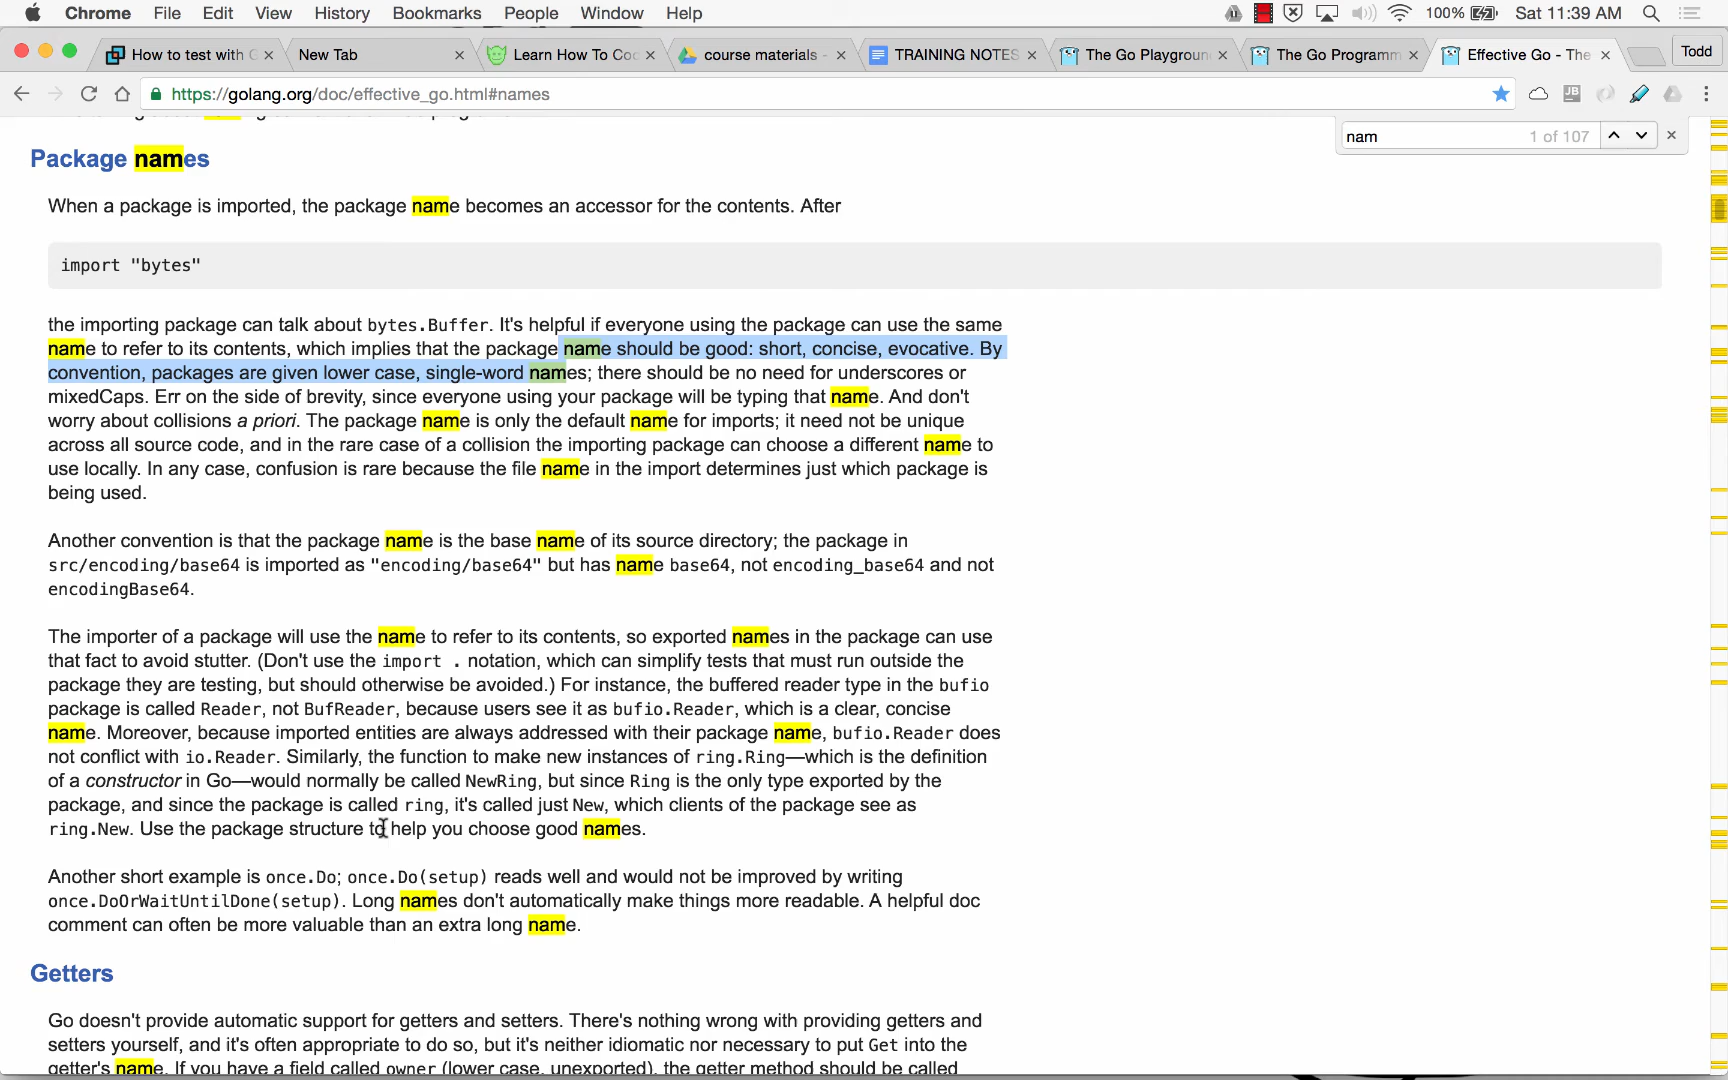 Chrome File Edit View History Bookmarks People Window Help 100% Sat 11:39 AM
How to test with G New Tab Learn How To Coc course materials - TRAINING NOTES The Go Playgroun The Go Programm Effective Go - The Todd
https://golang.org/doc/effective_go.html#names
nam 1 of 107
Package names
When a package is imported, the package name becomes an accessor for the contents. After
import "bytes"
the importing package can talk about bytes.Buffer. It's helpful if everyone using the package can use the same
name to refer to its contents, which implies that the package name should be good: short, concise, evocative. By
convention, packages are given lower case, single-word names; there should be no need for underscores or
mixedCaps. Err on the side of brevity, since everyone using your package will be typing that name. And don't
worry about collisions a priori. The package name is only the default name for imports; it need not be unique
across all source code, and in the rare case of a collision the importing package can choose a different name to
use locally. In any case, confusion is rare because the file name in the import determines just which package is
being used.
Another convention is that the package name is the base name of its source directory; the package in
src/encoding/base64 is imported as "encoding/base64" but has name base64, not encoding_base64 and not
encodingBase64.
The importer of a package will use the name to refer to its contents, so exported names in the package can use
that fact to avoid stutter. (Don't use the import . notation, which can simplify tests that must run outside the
package they are testing, but should otherwise be avoided.) For instance, the buffered reader type in the bufio
package is called Reader, not BufReader, because users see it as bufio.Reader, which is a clear, concise
name. Moreover, because imported entities are always addressed with their package name, bufio.Reader does
not conflict with io.Reader. Similarly, the function to make new instances of ring.Ring—which is the definition
of a constructor in Go—would normally be called NewRing, but since Ring is the only type exported by the
package, and since the package is called ring, it's called just New, which clients of the package see as
ring.New. Use the package structure to help you choose good names.
Another short example is once.Do; once.Do(setup) reads well and would not be improved by writing
once.DoOrWaitUntilDone(setup). Long names don't automatically make things more readable. A helpful doc
comment can often be more valuable than an extra long name.
Getters
Go doesn't provide automatic support for getters and setters. There's nothing wrong with providing getters and
setters yourself, and it's often appropriate to do so, but it's neither idiomatic nor necessary to put Get into the
getter's name. If you have a field called owner (lower case, unexported), the getter method should be called